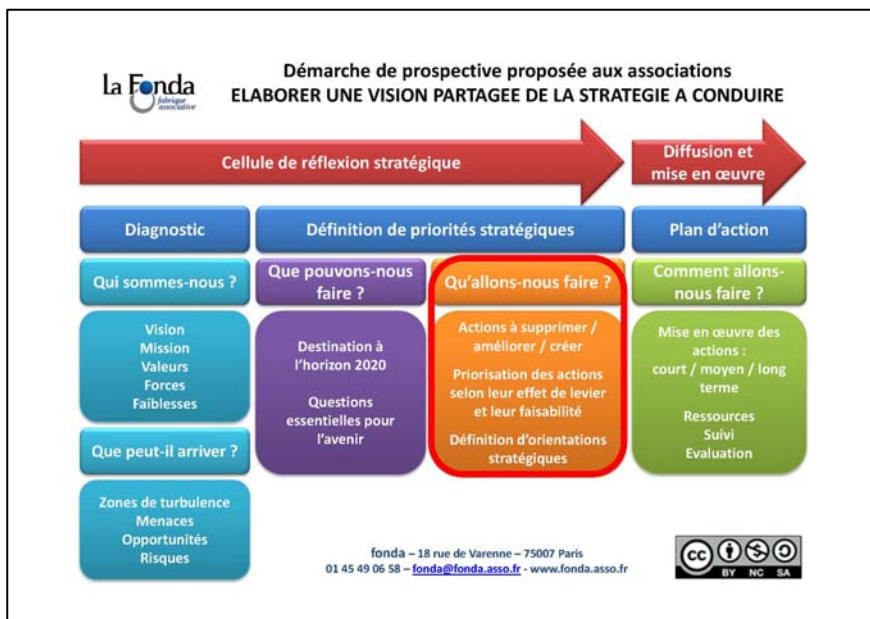 la Fonda
fabrique
associative
Démarche de prospective proposée aux associations
ELABORER UNE VISION PARTAGEE DE LA STRATEGIE A CONDUIRE
Cellule de réflexion stratégique
Diffusion et
mise en œuvre
Diagnostic
Définition de priorités stratégiques
Plan d’action
Qui sommes-nous ?
Que pouvons-nous
faire ?
Qu’allons-nous faire ?
Comment allons-
nous faire ?
Vision
Mission
Valeurs
Forces
Faiblesses
Destination à
l’horizon 2020
Questions
essentielles pour
l’avenir
Actions à supprimer /
améliorer / créer
Priorisation des actions
selon leur effet de levier
et leur faisabilité
Définition d’orientations
stratégiques
Mise en œuvre des
actions :
court / moyen / long
terme
Ressources
Suivi
Evaluation
Que peut-il arriver ?
Zones de turbulence
Menaces
Opportunités
Risques
fonda – 18 rue de Varenne – 75007 Paris
01 45 49 06 58 – fonda@fonda.asso.fr - www.fonda.asso.fr
cc
BY NC SA